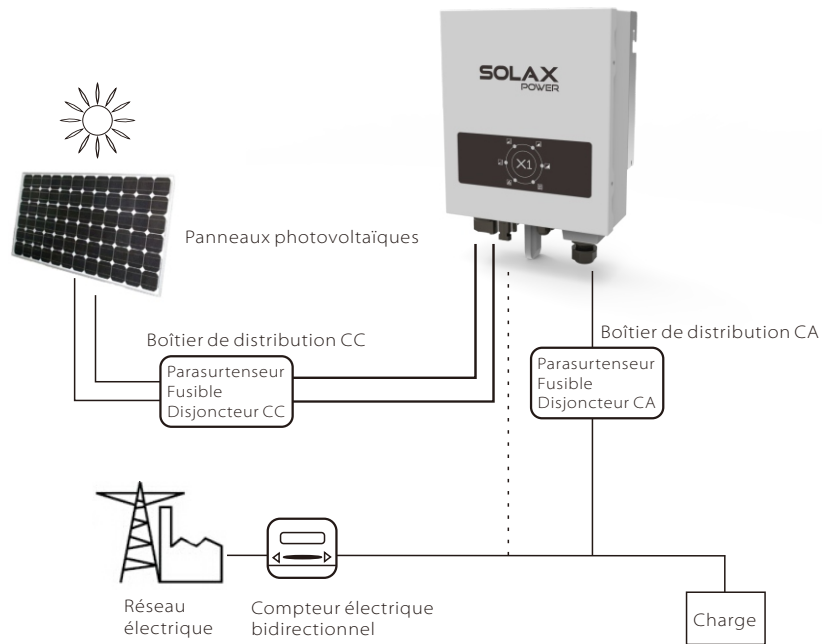 SOLAX
POWER
X1
Panneaux photovoltaïques
Boîtier de distribution CC
Parasurtenseur
Fusible
Disjoncteur CC
Boîtier de distribution CA
Parasurtenseur
Fusible
Disjoncteur CA
Réseau
électrique
Compteur électrique
bidirectionnel
Charge